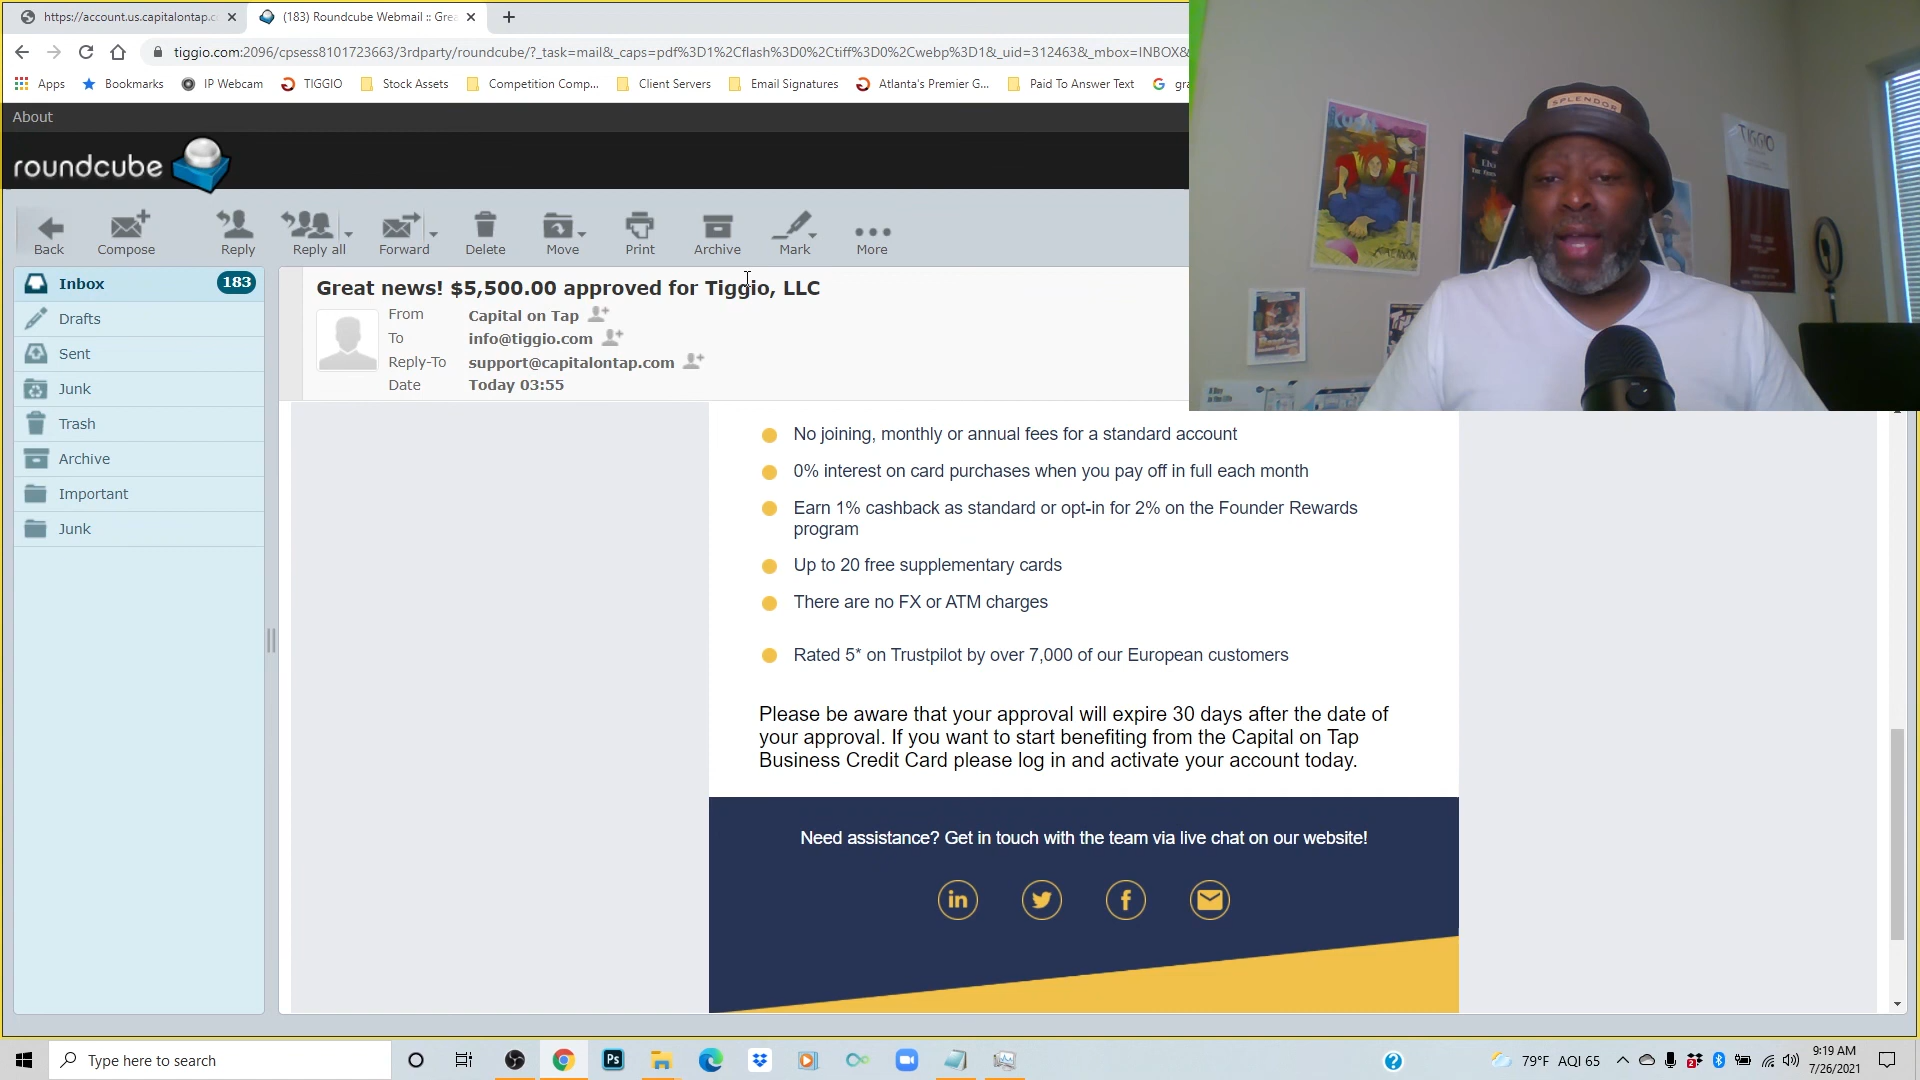 https://account.us.capitalontap.c
(183) Roundcube Webmail :: Grea
tiggio.com:2096/cpsess8101723663/3rdparty/roundcube/?_task=mail&_caps=pdf%3D1%2Cflash%3D0%2Ctiff%3D0%2Cwebp%3D1&_uid=312463&_mbox=INBOX&
Apps Bookmarks IP Webcam TIGGIO Stock Assets Competition Comp... Client Servers Email Signatures Atlanta's Premier G... Paid To Answer Text gra
About
roundcube
Back Compose Reply Reply all Forward Delete Move Print Archive Mark More
Inbox 183
Drafts
Sent
Junk
Trash
Archive
Important
Junk
Great news! $5,500.00 approved for Tiggio, LLC
From Capital on Tap
To info@tiggio.com
Reply-To support@capitalontap.com
Date Today 03:55
No joining, monthly or annual fees for a standard account
0% interest on card purchases when you pay off in full each month
Earn 1% cashback as standard or opt-in for 2% on the Founder Rewards
program
Up to 20 free supplementary cards
There are no FX or ATM charges
Rated 5* on Trustpilot by over 7,000 of our European customers
Please be aware that your approval will expire 30 days after the date of
your approval. If you want to start benefiting from the Capital on Tap
Business Credit Card please log in and activate your account today.
Need assistance? Get in touch with the team via live chat on our website!
in f
SPLENDOR
TIGGIO
Type here to search
Ps
79°F AQI 65
9:19 AM
7/26/2021